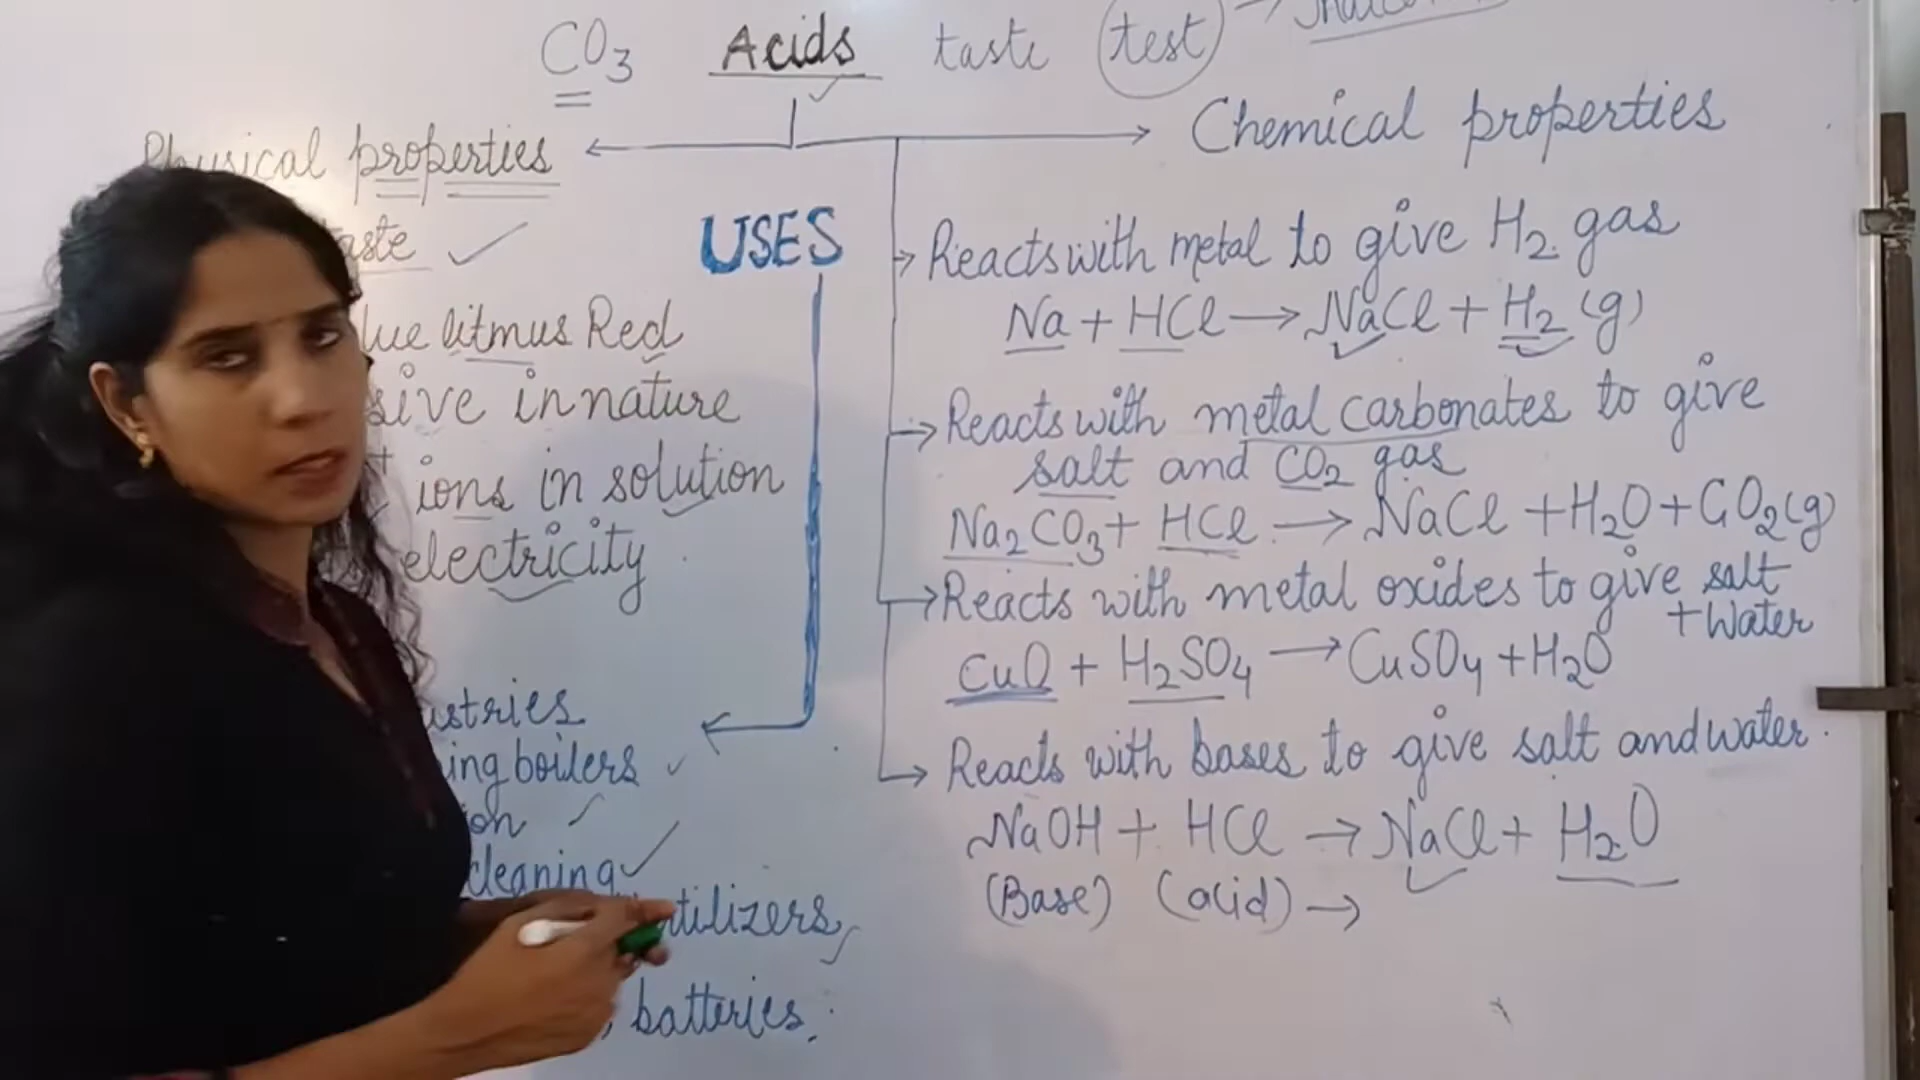 CO3 Acids taste test →
Physical properties
taste
lue litmus Red
sive in nature
+ ions in solution
electricity
USES
ustries
ing boilers
ion
cleaning
tilizers
, batteries.
Chemical properties
→ Reacts with metal to give H2 gas
Na + HCl → NaCl + H2 (g)
→ Reacts with metal carbonates to give
salt and CO2 gas
Na2CO3 + HCl → NaCl + H2O + CO2(g)
→ Reacts with metal oxides to give salt
+ Water
CuO + H2SO4 → CuSO4 + H2O
→ Reacts with bases to give salt and water.
NaOH + HCl → NaCl + H2O
(Base) (acid) →